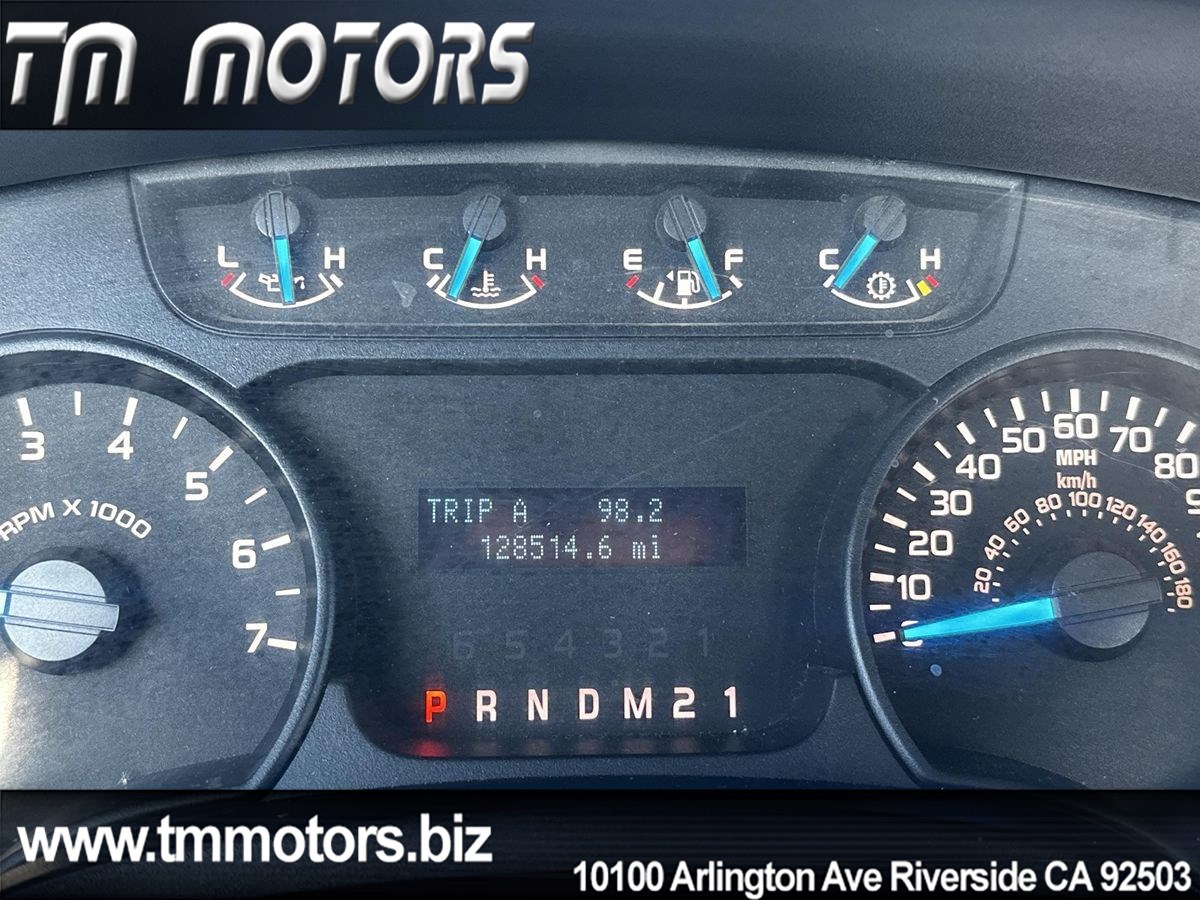 TM MOTORS
L H C H E F C H
3 4 5 6 7
RPM X 1000
TRIP A 98.2
128514.6 mi
6 5 4 3 2 1
P R N D M 2 1
0 10 20 30 40 50 60 70 80
MPH
km/h
20 40 60 80 100 120 140 160 180
www.tmmotors.biz
10100 Arlington Ave Riverside CA 92503